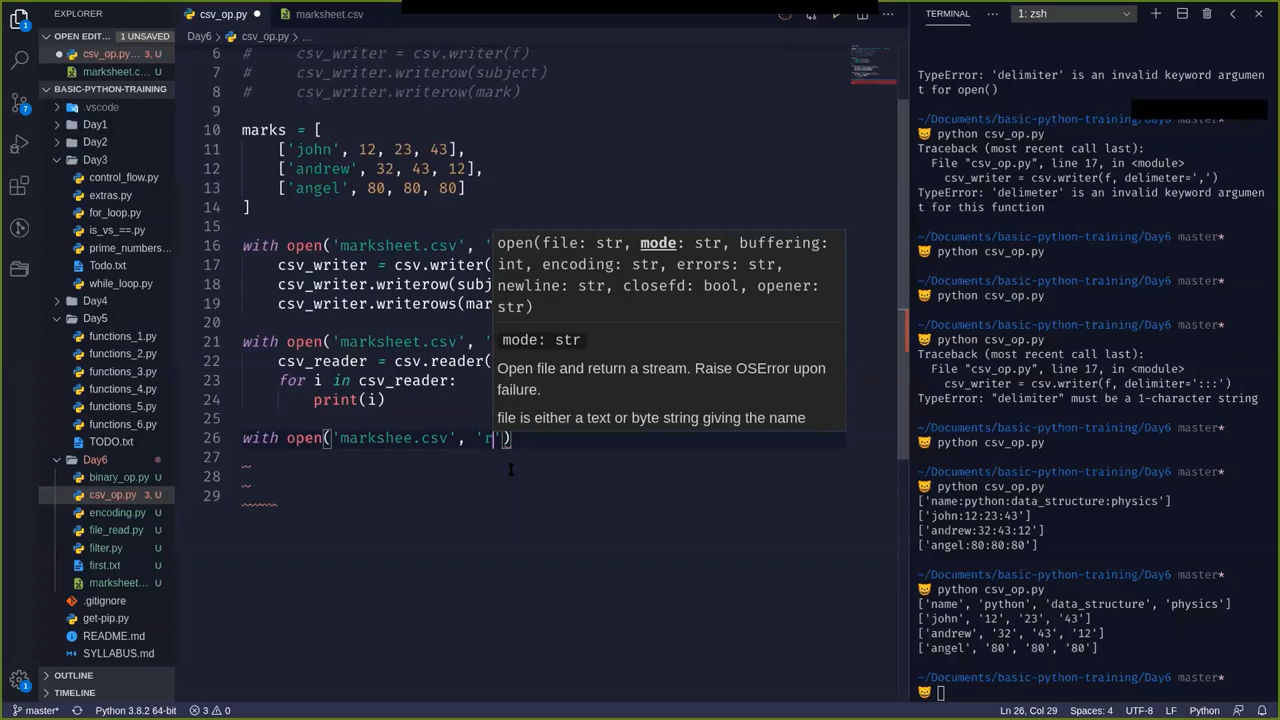 EXPLORER
OPEN EDIT... 1 UNSAVED
csv_op.py... 3, U
marksheet.c... U
BASIC-PYTHON-TRAINING
.vscode
Day1
Day2
Day3
control_flow.py
extras.py
for_loop.py
is_vs_==.py
prime_numbers...
Todo.txt
while_loop.py
Day4
Day5
functions_1.py
functions_2.py
functions_3.py
functions_4.py
functions_5.py
functions_6.py
TODO.txt
Day6
binary_op.py U
csv_op.py 3, U
encoding.py U
file_read.py U
filter.py U
first.txt U
marksheet... U
.gitignore
get-pip.py
README.md
SYLLABUS.md
OUTLINE
TIMELINE
csv_op.py marksheet.csv
Day6 > csv_op.py > ...
6 # csv_writer = csv.writer(f)
7 # csv_writer.writerow(subject)
8 # csv_writer.writerow(mark)
9
10 marks = [
11 ['john', 12, 23, 43],
12 ['andrew', 32, 43, 12],
13 ['angel', 80, 80, 80]
14 ]
15
16 with open('marksheet.csv', '
17 csv_writer = csv.writer(
18 csv_writer.writerow(subj
19 csv_writer.writerows(mar
20
21 with open('marksheet.csv', '
22 csv_reader = csv.reader(
23 for i in csv_reader:
24 print(i)
25
26 with open('markshee.csv', 'r')
27
28
29
open(file: str, mode: str, buffering:
int, encoding: str, errors: str,
newline: str, closefd: bool, opener:
str)
mode: str
Open file and return a stream. Raise OSError upon
failure.
file is either a text or byte string giving the name
TERMINAL ... 1: zsh
TypeError: 'delimiter' is an invalid keyword argumen
t for open()
~/Documents/basic-python-training/Day6 master*
python csv_op.py
Traceback (most recent call last):
File "csv_op.py", line 17, in <module>
csv_writer = csv.writer(f, delimeter=',')
TypeError: 'delimeter' is an invalid keyword argumen
t for this function
~/Documents/basic-python-training/Day6 master*
python csv_op.py
~/Documents/basic-python-training/Day6 master*
python csv_op.py
~/Documents/basic-python-training/Day6 master*
python csv_op.py
Traceback (most recent call last):
File "csv_op.py", line 17, in <module>
csv_writer = csv.writer(f, delimiter=':::')
TypeError: "delimiter" must be a 1-character string
~/Documents/basic-python-training/Day6 master*
python csv_op.py
~/Documents/basic-python-training/Day6 master*
python csv_op.py
['name:python:data_structure:physics']
['john:12:23:43']
['andrew:32:43:12']
['angel:80:80:80']
~/Documents/basic-python-training/Day6 master*
python csv_op.py
['name', 'python', 'data_structure', 'physics']
['john', '12', '23', '43']
['andrew', '32', '43', '12']
['angel', '80', '80', '80']
~/Documents/basic-python-training/Day6 master*
1
7
1
master* Python 3.8.2 64-bit 3 0 Ln 26, Col 29 Spaces: 4 UTF-8 LF Python